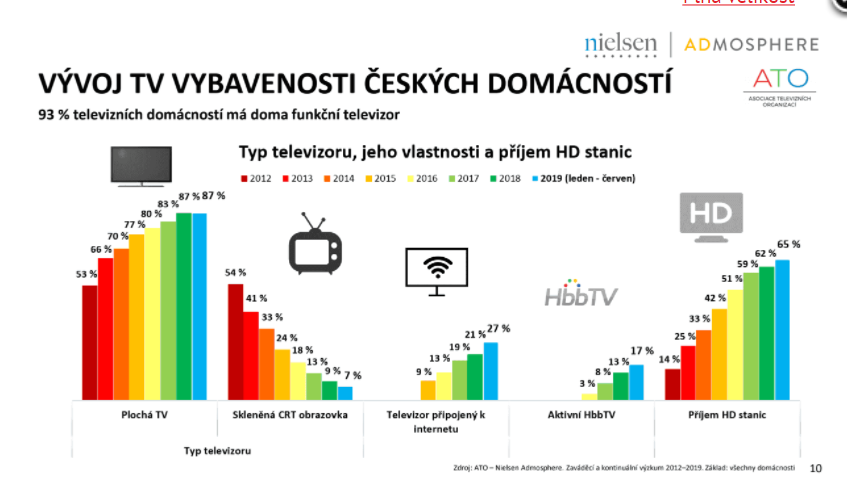 nielsen | ADMOSPHERE
VÝVOJ TV VYBAVENOSTI ČESKÝCH DOMÁCNOSTÍ
ATO
ASOCIACE TELEVIZNÍCH
ORGANIZACÍ
93 % televizních domácností má doma funkční televizor
Typ televizoru, jeho vlastnosti a příjem HD stanic
2012 2013 2014 2015 2016 2017 2018 2019 (leden - červen)
53 % 66 % 70 % 77 % 80 % 83 % 87 % 87 %
54 % 41 % 33 % 24 % 18 % 13 % 9 % 7 %
9 % 13 % 19 % 21 % 27 %
HbbTV
3 % 8 % 13 % 17 %
HD
14 % 25 % 33 % 42 % 51 % 59 % 62 % 65 %
Plochá TV
Skleněná CRT obrazovka
Televizor připojený k
internetu
Aktivní HbbTV
Příjem HD stanic
Typ televizoru
Zdroj: ATO – Nielsen Admosphere. Zaváděcí a kontinuální výzkum 2012–2019. Základ: všechny domácnosti
10